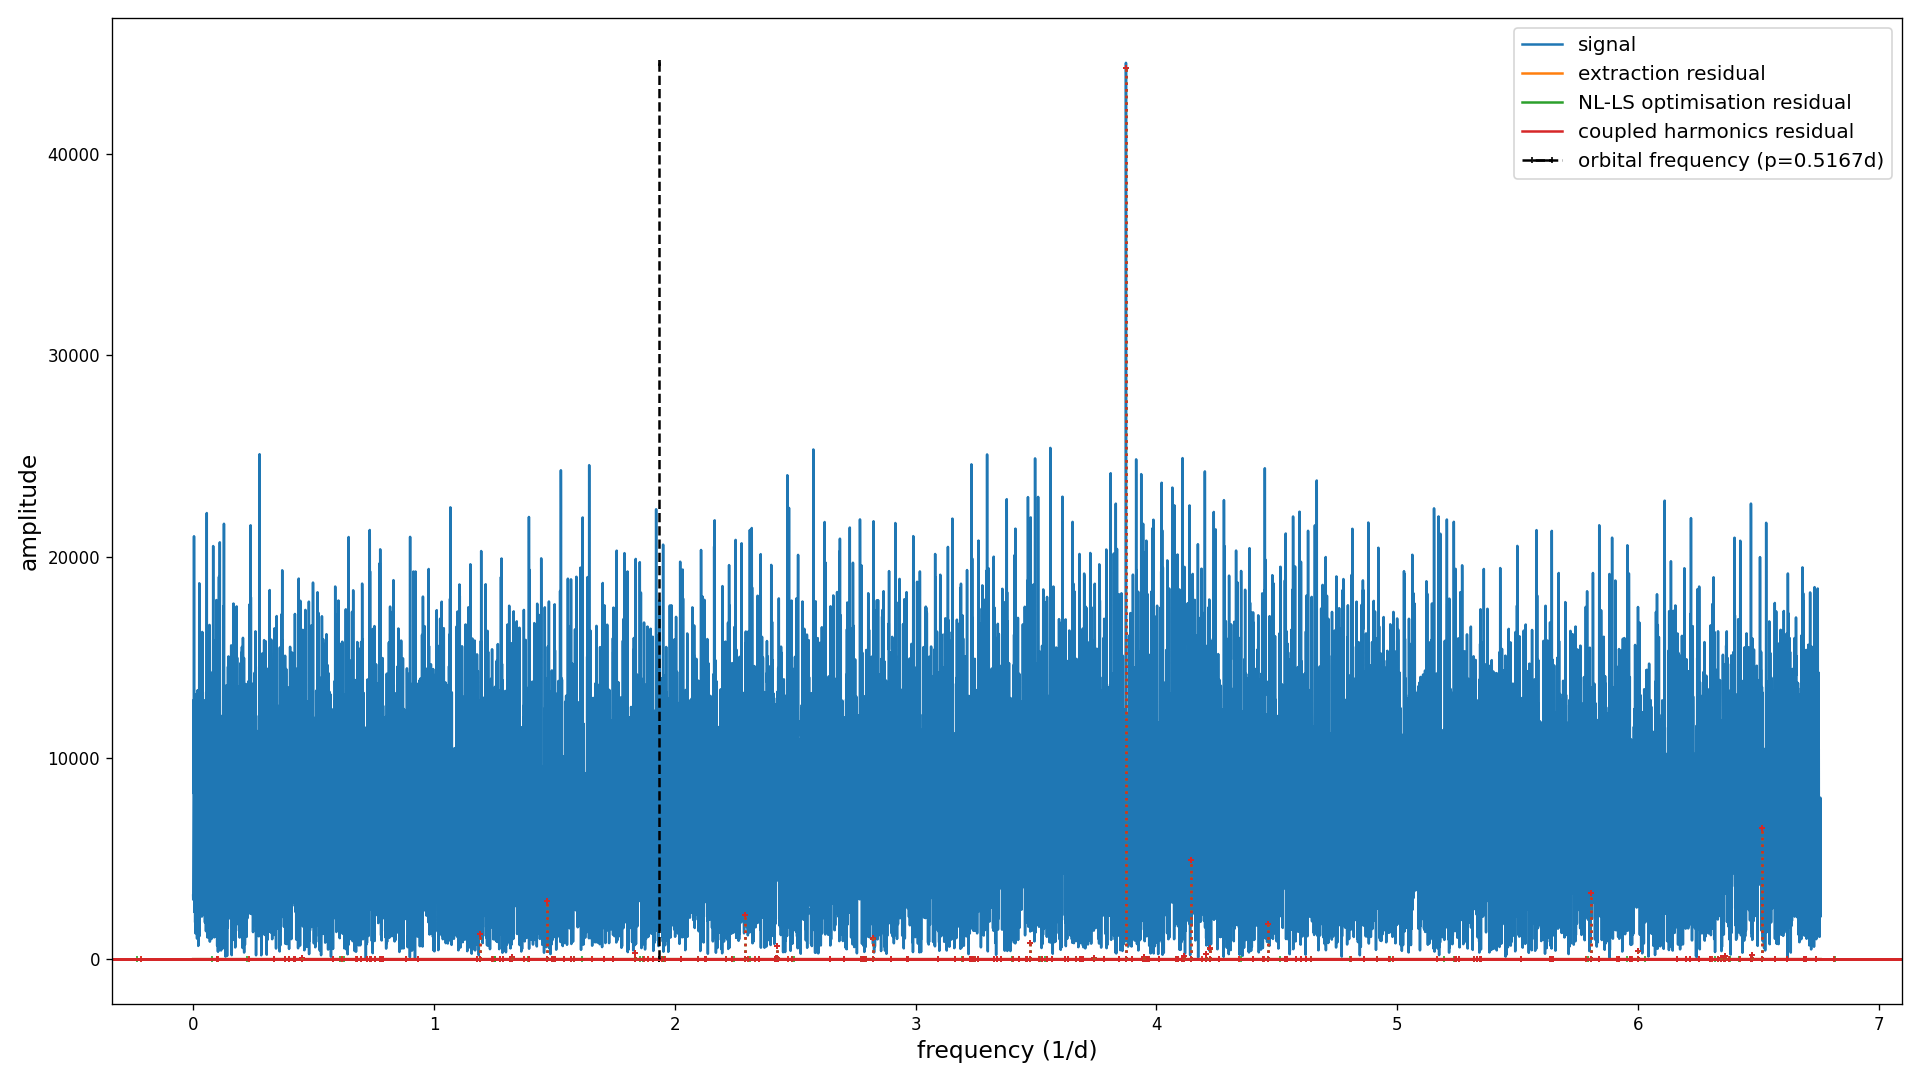 signal
extraction residual
NL-LS optimisation residual
coupled harmonics residual
orbital frequency (p=0.5167d)
amplitude
40000
30000
20000
10000
0
0 1 2 3 4 5 6 7
frequency (1/d)